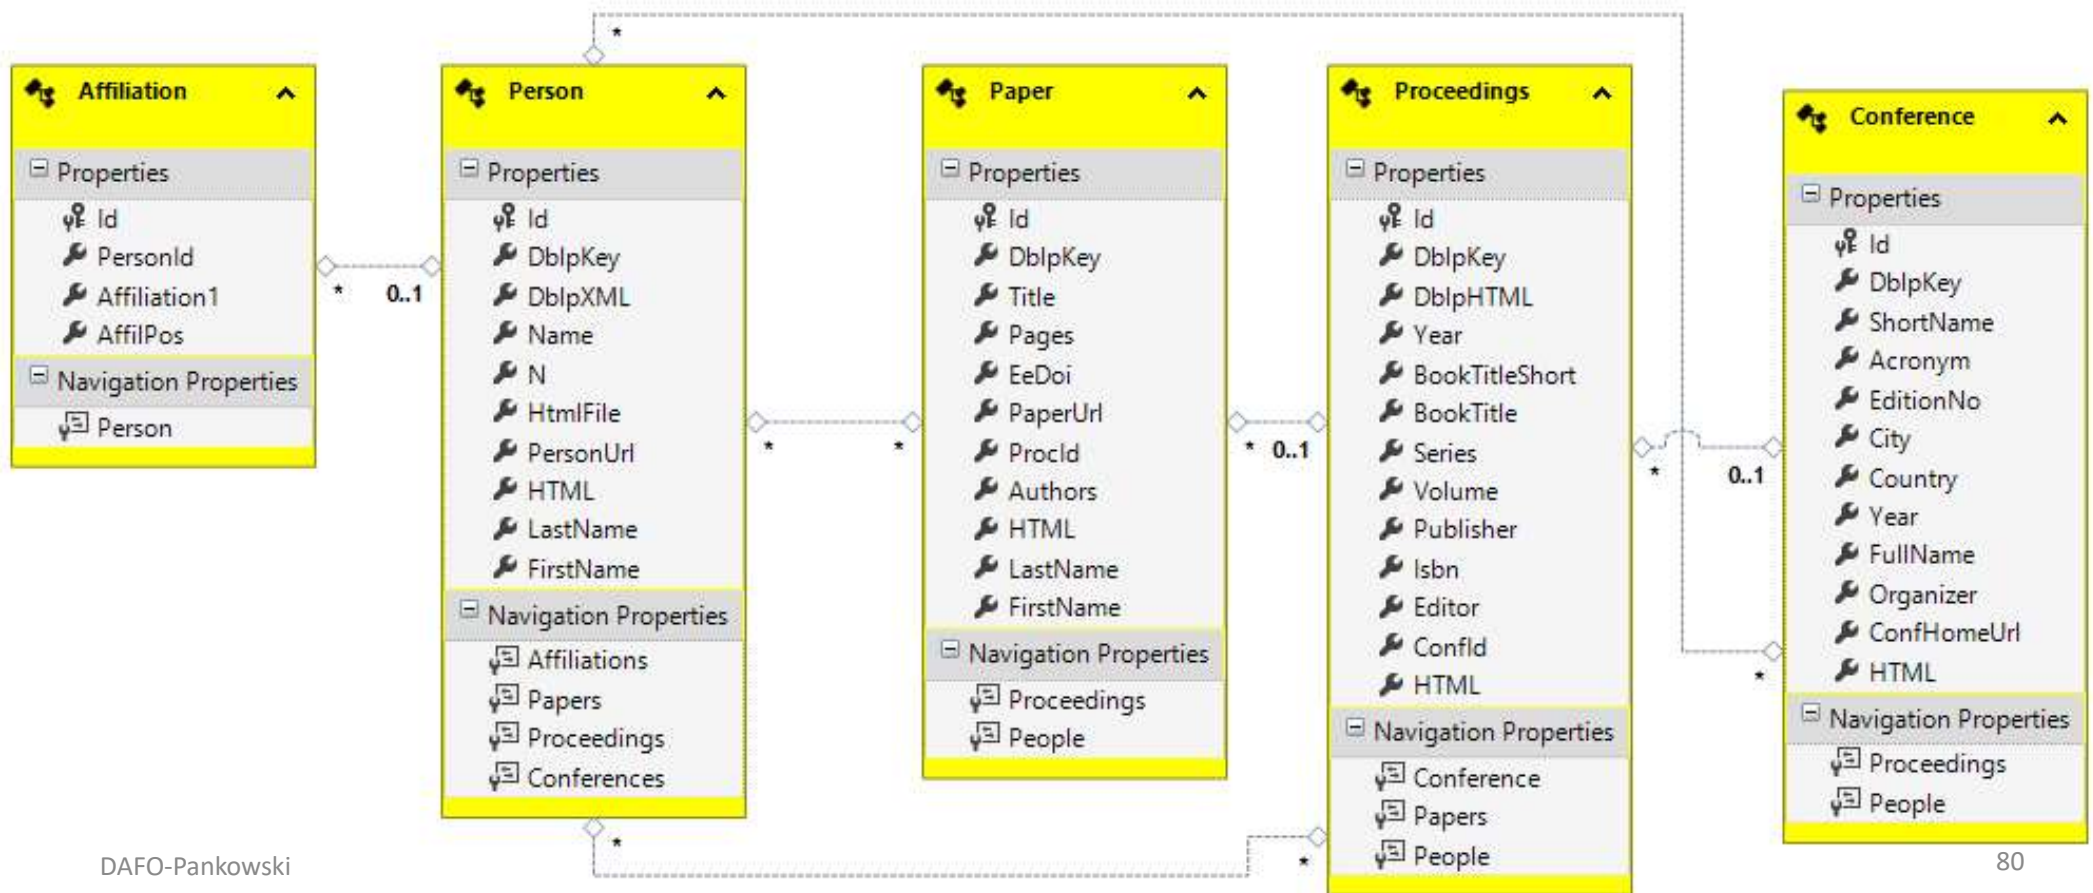 Affiliation
Properties
Id
PersonId
Affiliation1
AffilPos
Navigation Properties
Person
*
0..1
*
Person
Properties
Id
DblpKey
DblpXML
Name
N
HtmlFile
PersonUrl
HTML
LastName
FirstName
Navigation Properties
Affiliations
Papers
Proceedings
Conferences
*
*
*
Paper
Properties
Id
DblpKey
Title
Pages
EeDoi
PaperUrl
ProcId
Authors
HTML
LastName
FirstName
Navigation Properties
Proceedings
People
*
0..1
*
Proceedings
Properties
Id
DblpKey
DblpHTML
Year
BookTitleShort
BookTitle
Series
Volume
Publisher
Isbn
Editor
ConfId
HTML
Navigation Properties
Conference
Papers
People
*
0..1
*
Conference
Properties
Id
DblpKey
ShortName
Acronym
EditionNo
City
Country
Year
FullName
Organizer
ConfHomeUrl
HTML
Navigation Properties
Proceedings
People
DAFO-Pankowski
80